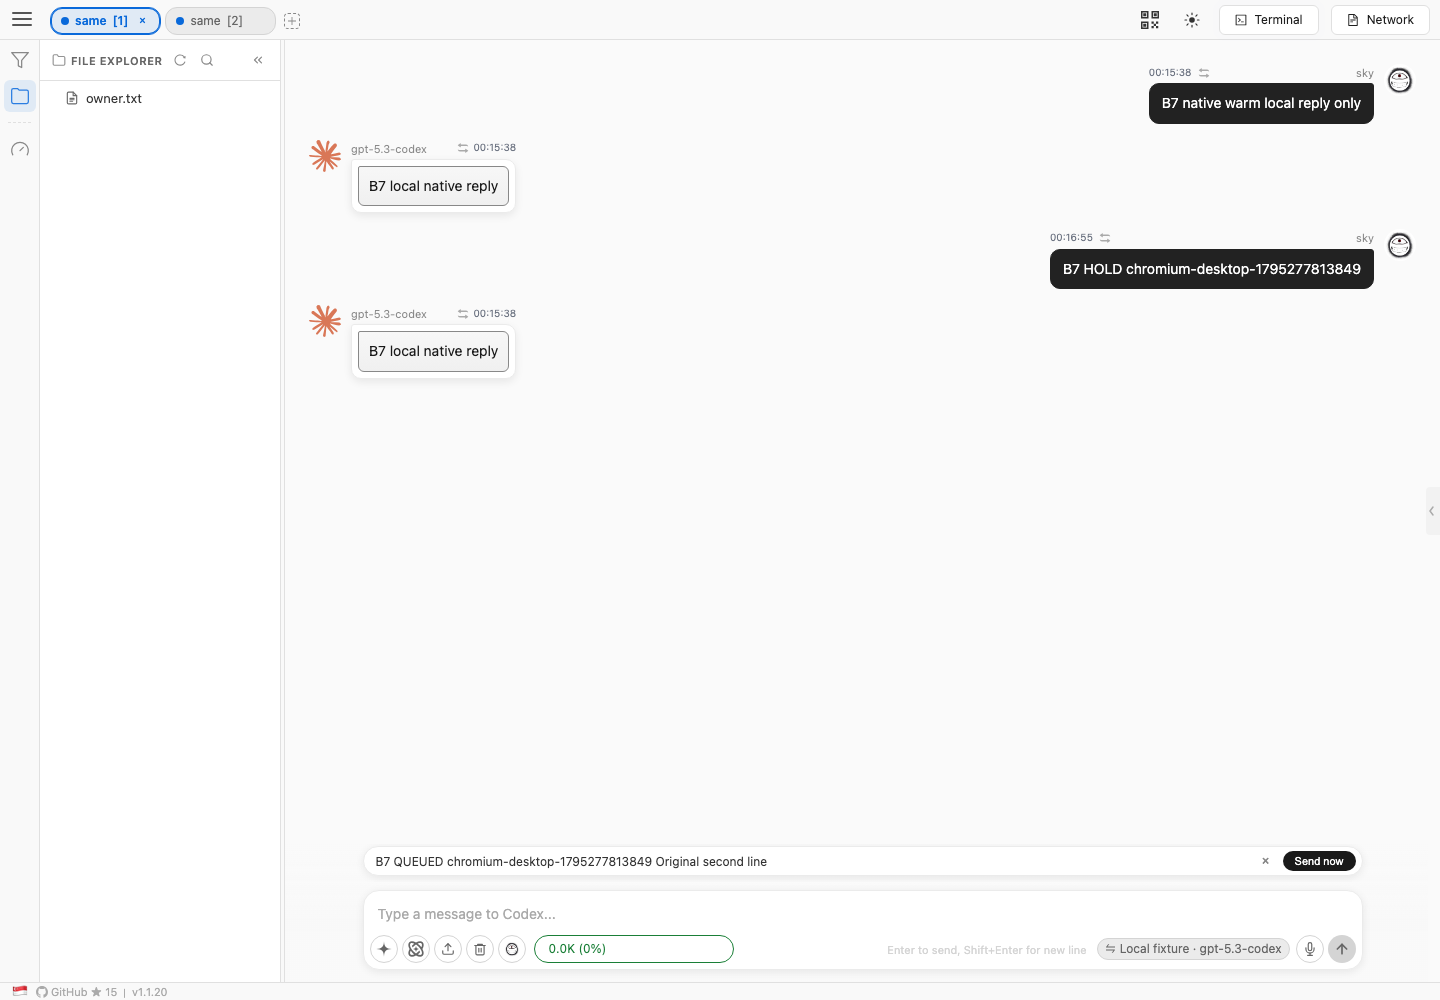 same [1] ×
same [2]
Terminal
Network
FILE EXPLORER
owner.txt
00:15:38
sky
B7 native warm local reply only
gpt-5.3-codex
00:15:38
B7 local native reply
00:16:55
sky
B7 HOLD chromium-desktop-1795277813849
gpt-5.3-codex
00:15:38
B7 local native reply
B7 QUEUED chromium-desktop-1795277813849 Original second line
×
Send now
Type a message to Codex...
0.0K (0%)
Enter to send, Shift+Enter for new line
Local fixture · gpt-5.3-codex
GitHub ★ 15 | v1.1.20